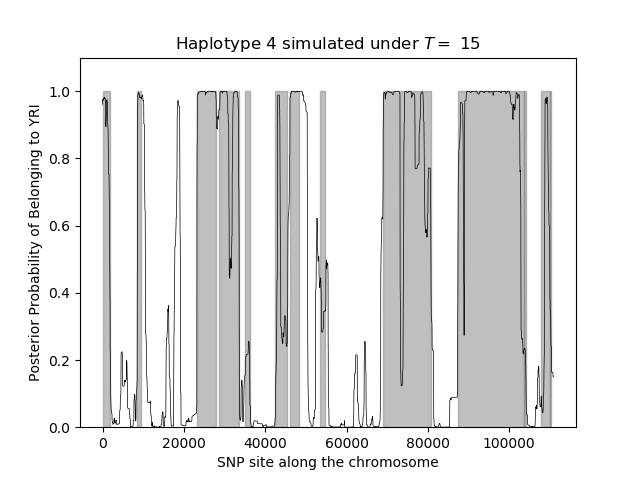 Haplotype 4 simulated under T = 15
Posterior Probability of Belonging to YRI
1.0
0.8
0.6
0.4
0.2
0.0
0 20000 40000 60000 80000 100000
SNP site along the chromosome